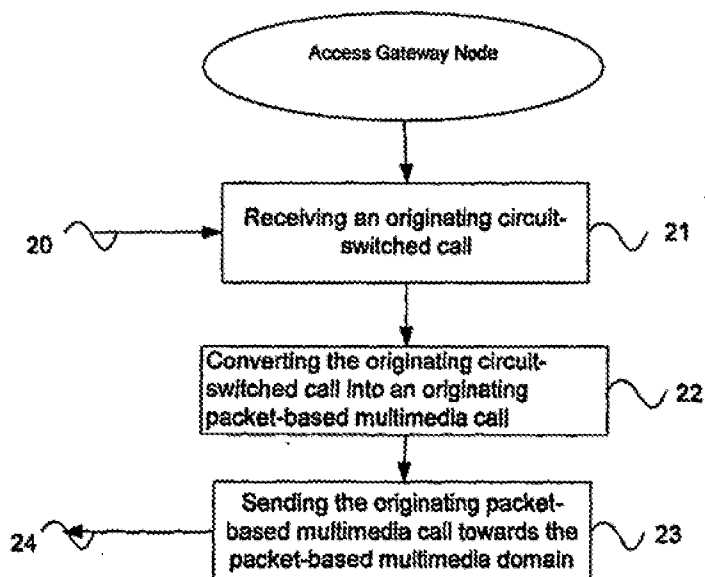 Access Gateway Node
Receiving an originating circuit-
switched call
20
21
Converting the originating circuit-
switched call into an originating
packet-based multimedia call
22
Sending the originating packet-
based multimedia call towards the
packet-based multimedia domain
24
23